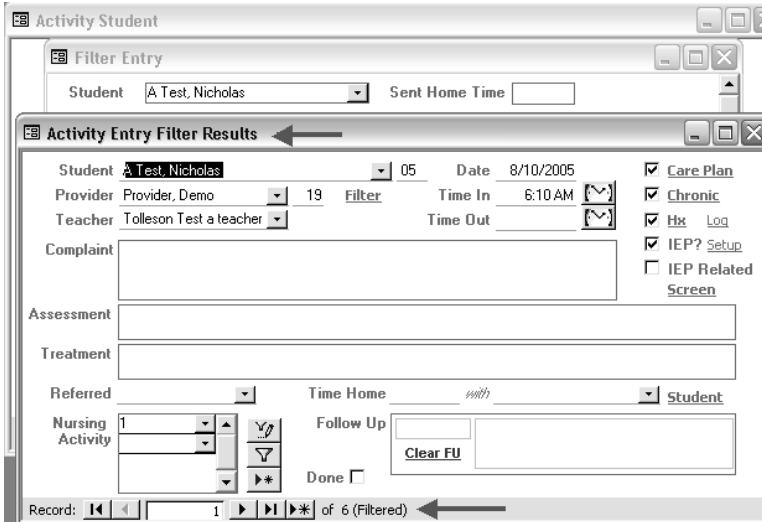 Activity Student
Filter Entry
Student A Test, Nicholas Sent Home Time
Activity Entry Filter Results
Student A Test, Nicholas 05 Date 8/10/2005 Care Plan
Provider Provider, Demo 19 Filter Time In 6:10 AM Chronic
Teacher Tolleson Test a teacher Time Out Hx Log
Complaint IEP? Setup
IEP Related
Screen
Assessment
Treatment
Referred Time Home with Student
Nursing Activity 1 Follow Up
Clear FU
Done
Record: 1 of 6 (Filtered)